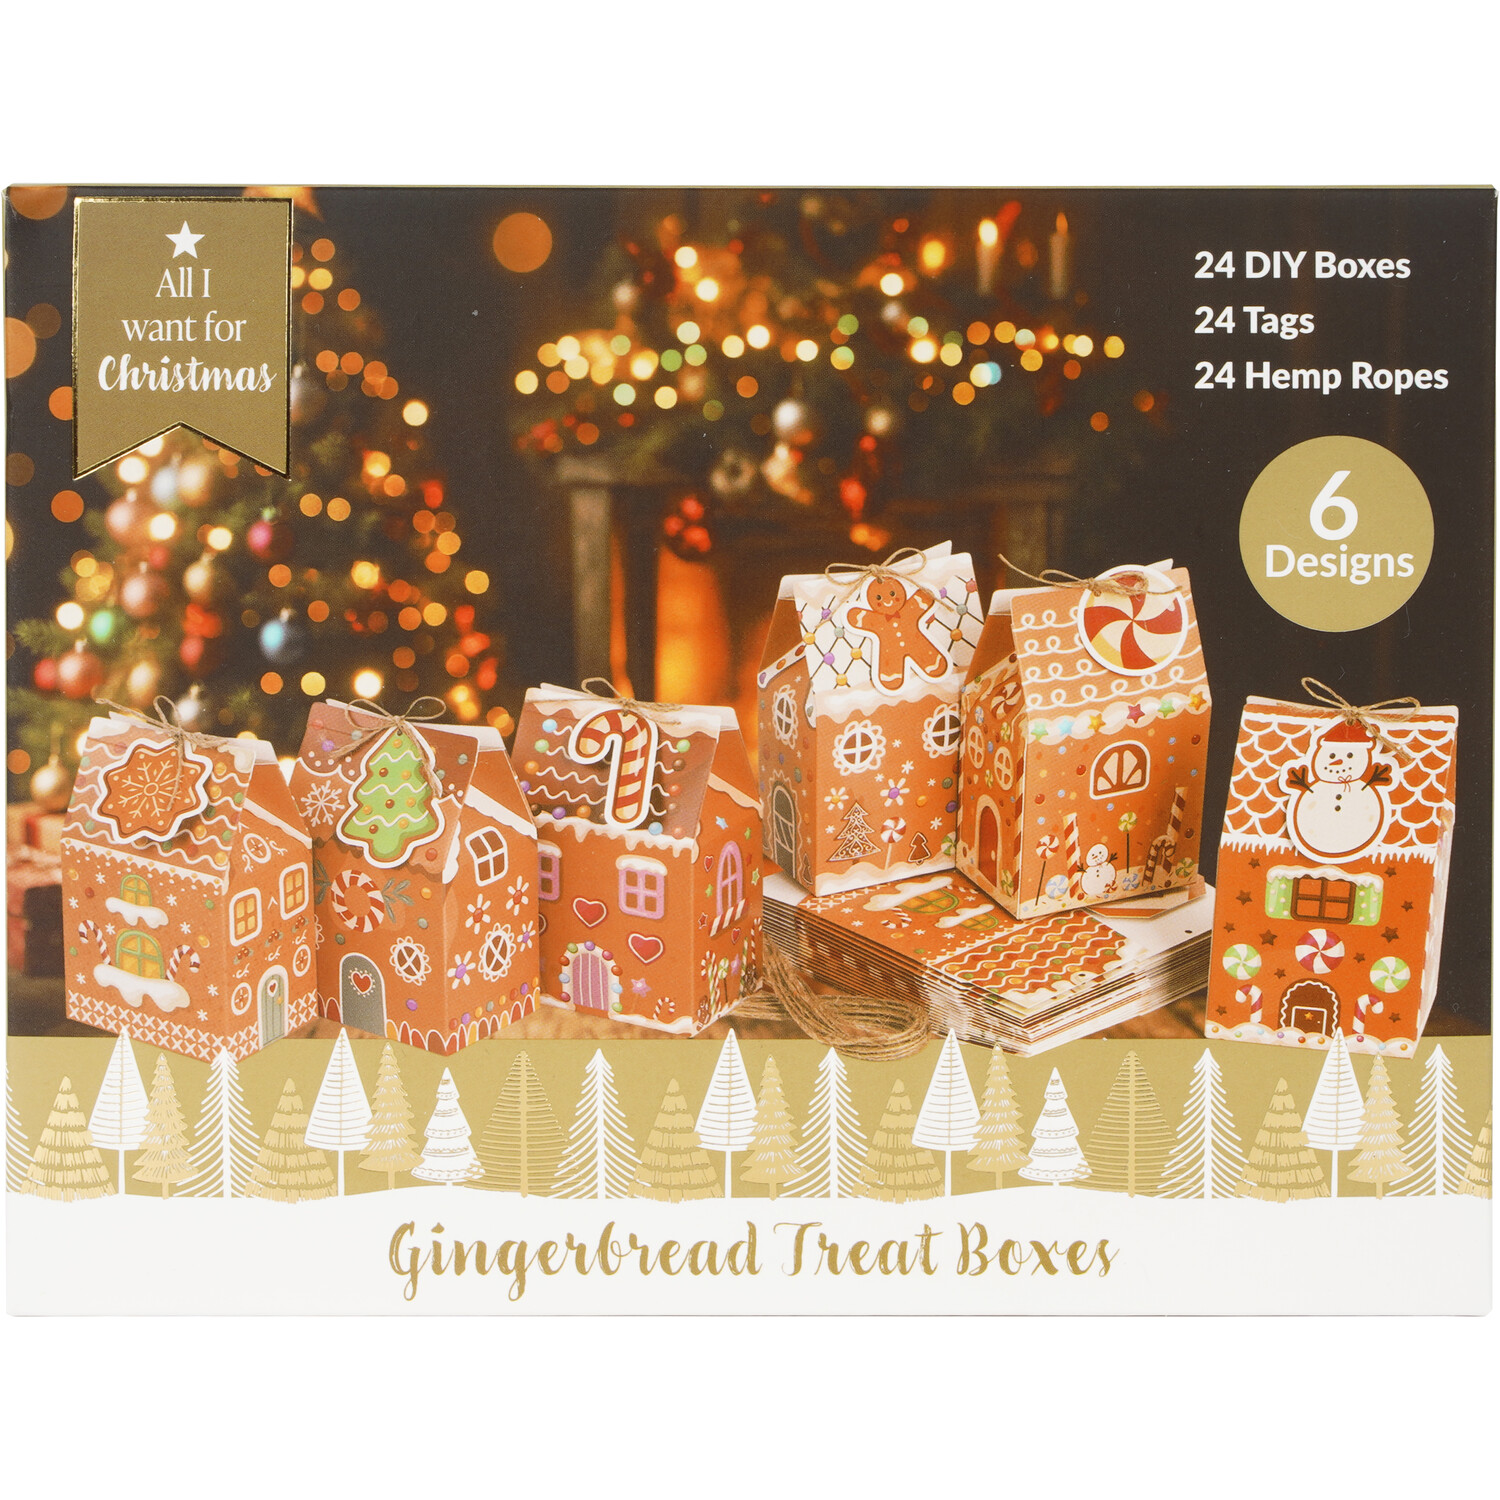 All I
want for
Christmas
24 DIY Boxes
24 Tags
24 Hemp Ropes
6
Designs
Gingerbread Treat Boxes